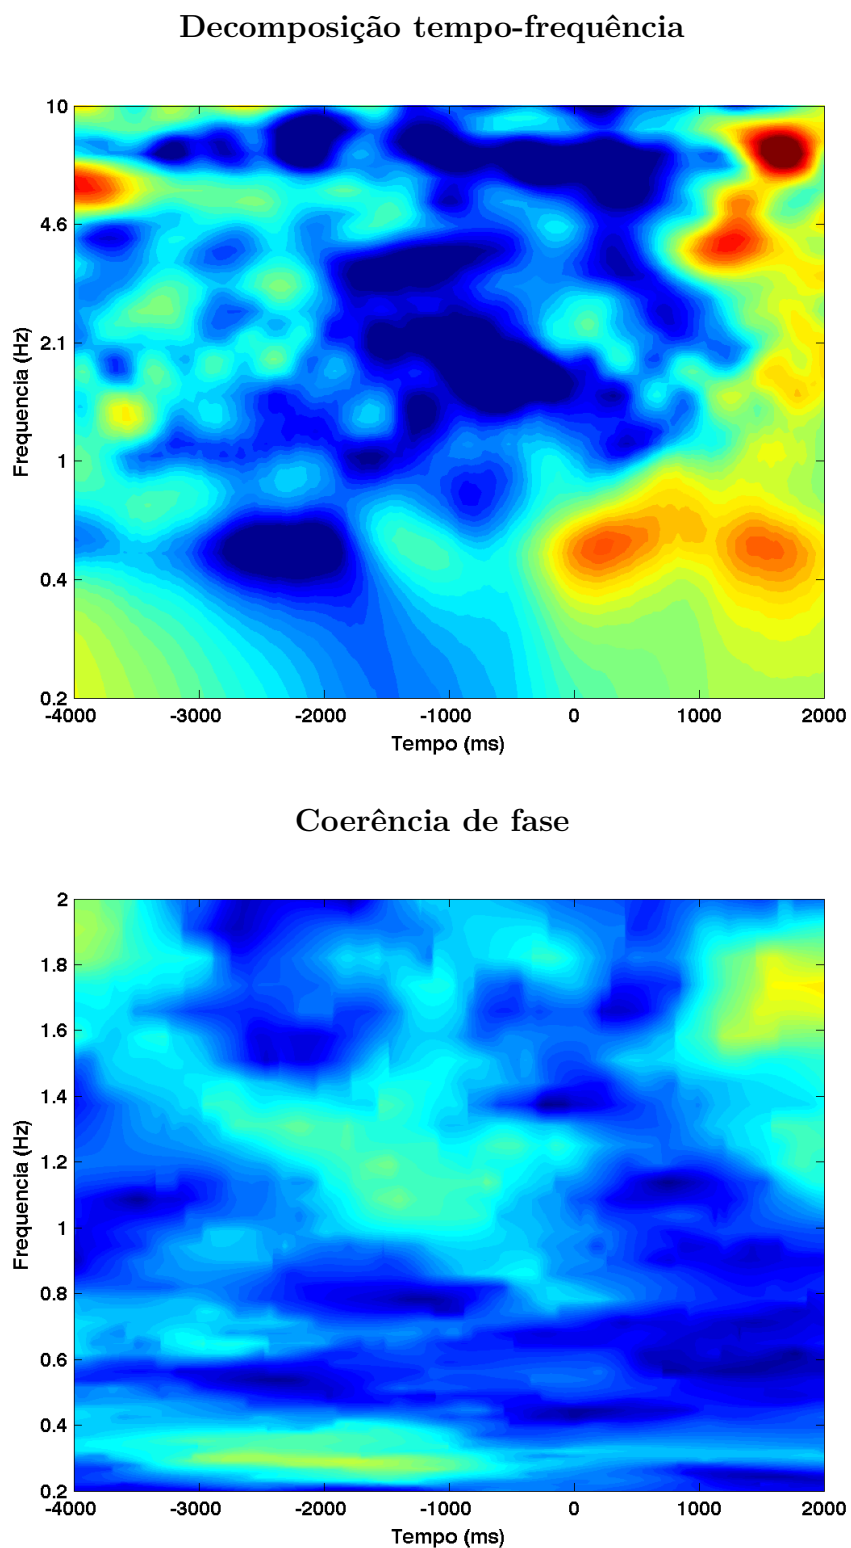 Decomposição tempo-frequência
10
4.6
2.1
1
0.4
0.2
Frequencia (Hz)
-4000 -3000 -2000 -1000 0 1000 2000
Tempo (ms)
Coerência de fase
2
1.8
1.6
1.4
1.2
1
0.8
0.6
0.4
0.2
Frequencia (Hz)
-4000 -3000 -2000 -1000 0 1000 2000
Tempo (ms)